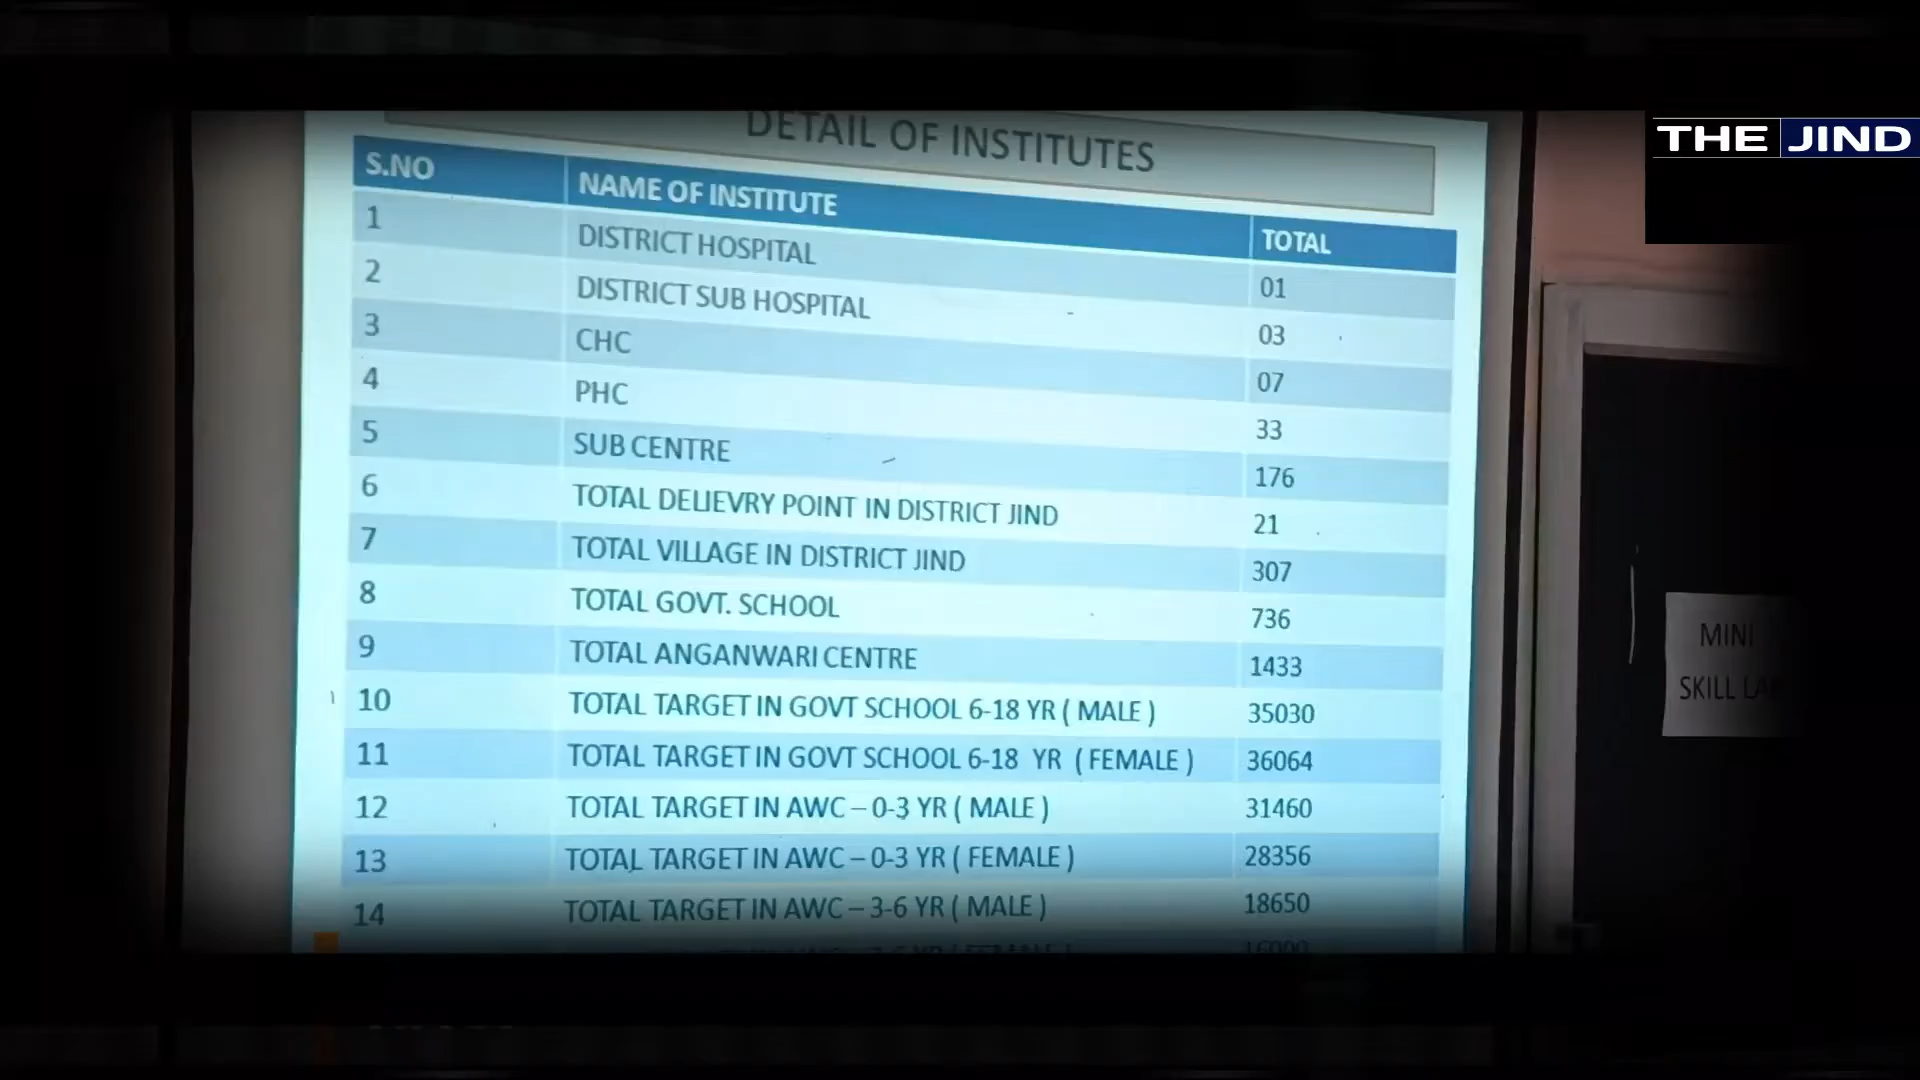 THE JIND
DETAIL OF INSTITUTES
S.NO NAME OF INSTITUTE TOTAL
1 DISTRICT HOSPITAL 01
2 DISTRICT SUB HOSPITAL 03
3 CHC 07
4 PHC 33
5 SUB CENTRE 176
6 TOTAL DELIEVRY POINT IN DISTRICT JIND 21
7 TOTAL VILLAGE IN DISTRICT JIND 307
8 TOTAL GOVT. SCHOOL 736
9 TOTAL ANGANWARI CENTRE 1433
10 TOTAL TARGET IN GOVT SCHOOL 6-18 YR ( MALE ) 35030
11 TOTAL TARGET IN GOVT SCHOOL 6-18 YR ( FEMALE ) 36064
12 TOTAL TARGET IN AWC – 0-3 YR ( MALE ) 31460
13 TOTAL TARGET IN AWC – 0-3 YR ( FEMALE ) 28356
14 TOTAL TARGET IN AWC – 3-6 YR ( MALE ) 18650
MINI
SKILL